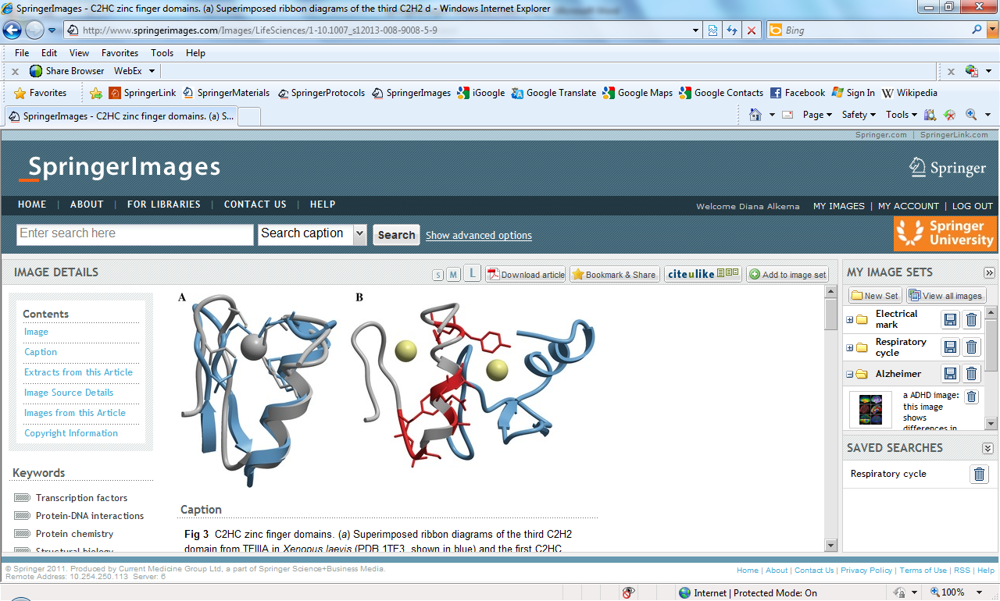 SpringerImages - C2HC zinc finger domains. (a) Superimposed ribbon diagrams of the third C2H2 d - Windows Internet Explorer
http://www.springerimages.com/Images/LifeSciences/1-10.1007_s12013-008-9008-5-9
Bing
File Edit View Favorites Tools Help
x Share Browser WebEx x
Favorites SpringerLink SpringerMaterials SpringerProtocols SpringerImages iGoogle Google Translate Google Maps Google Contacts Facebook Sign In Wikipedia
SpringerImages - C2HC zinc finger domains. (a) S... Page Safety Tools
Springer.com | SpringerLink.com
SpringerImages Springer
HOME | ABOUT | FOR LIBRARIES | CONTACT US | HELP
Welcome Diana Alkema MY IMAGES | MY ACCOUNT | LOG OUT
Enter search here Search caption Search Show advanced options
Springer
University
IMAGE DETAILS S M L Download article Bookmark & Share citeulike Add to image set
MY IMAGE SETS
New Set View all images
Electrical
mark
Respiratory
cycle
Alzheimer
a ADHD image:
this image
shows
differences in
SAVED SEARCHES
Respiratory cycle
Contents
Image
Caption
Extracts from this Article
Image Source Details
Images from this Article
Copyright Information
Keywords
Transcription factors
Protein-DNA interactions
Protein chemistry
Structural biology
A B
Caption
Fig 3 C2HC zinc finger domains. (a) Superimposed ribbon diagrams of the third C2H2
domain from TFIIIA in Xenopus laevis (PDB 1TF3, shown in blue) and the first C2HC
© Springer 2011. Produced by Current Medicine Group Ltd, a part of Springer Science+Business Media.
Remote Address: 10.254.250.113 Server: 6
Home | About | Contact Us | Privacy Policy | Terms of Use | RSS | Help
Internet | Protected Mode: On 100%